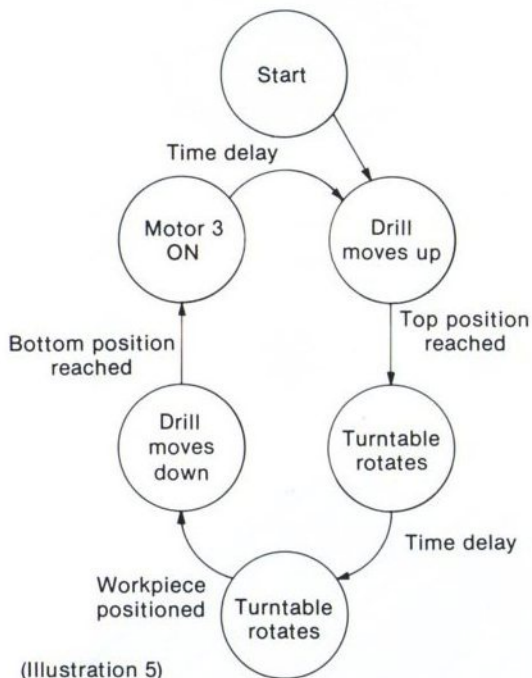 Start
Time delay
Motor 3
ON
Drill
moves up
Bottom position
reached
Top position
reached
Drill
moves
down
Turntable
rotates
Time delay
Workpiece
positioned
Turntable
rotates
(Illustration 5)